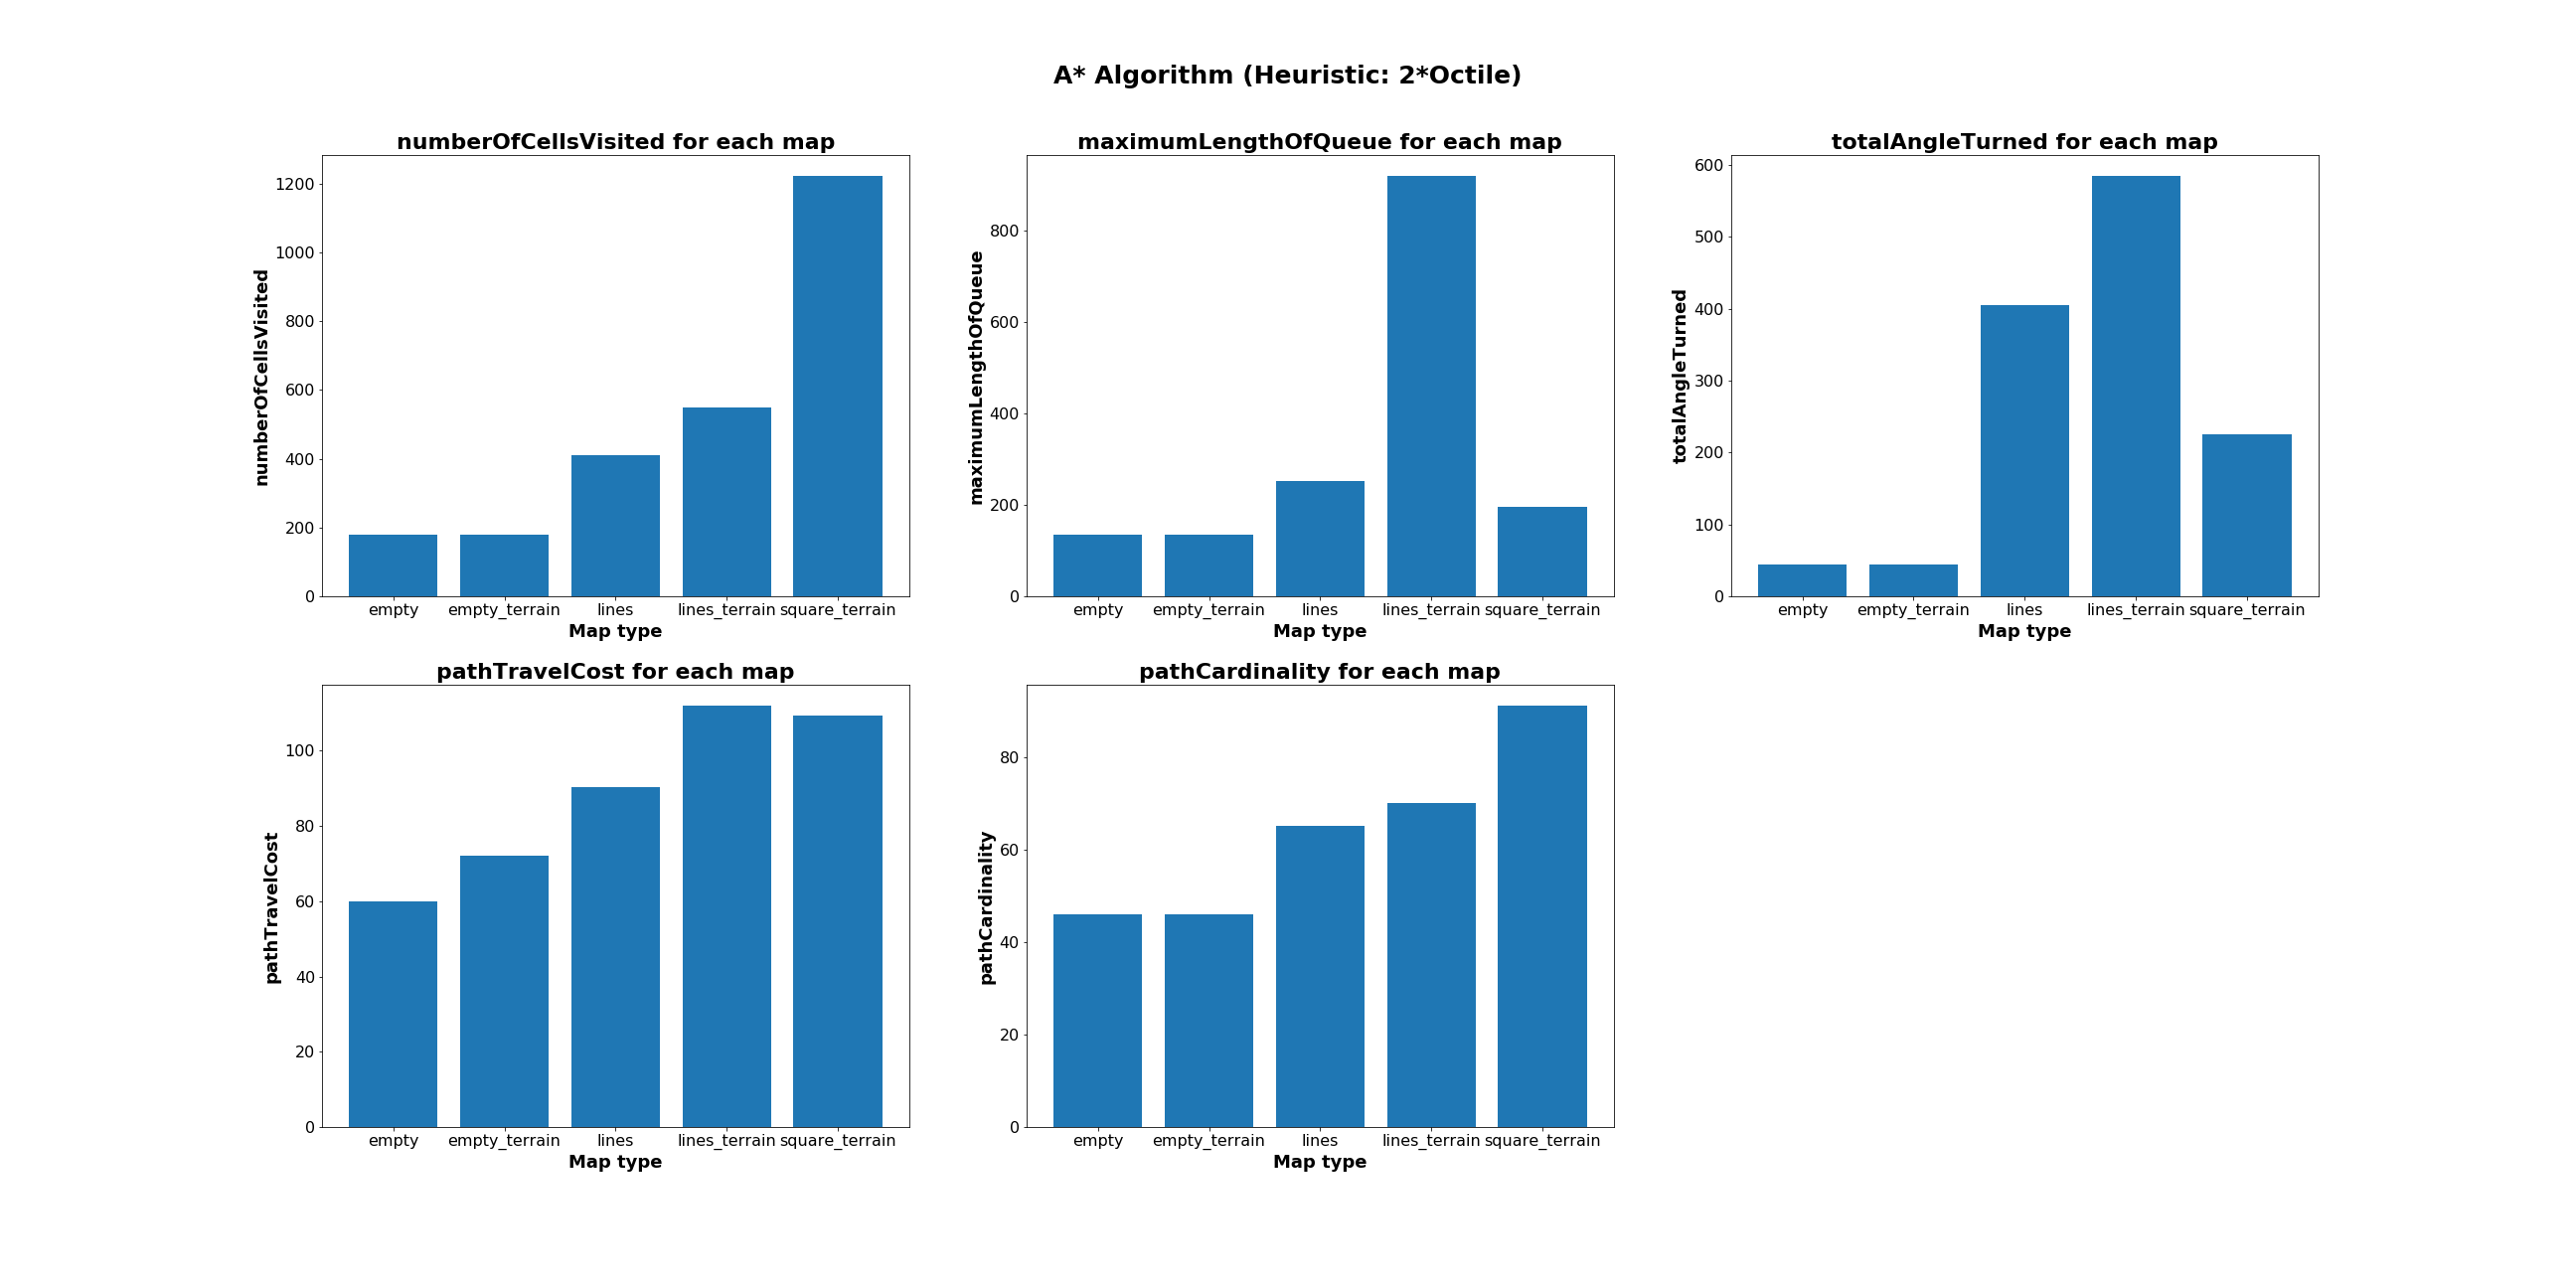 A* Algorithm (Heuristic: 2*Octile)
numberOfCellsVisited for each map
numberOfCellsVisited
1200
1000
800
600
400
200
0
empty empty_terrain lines lines_terrain square_terrain
Map type
maximumLengthOfQueue for each map
maximumLengthOfQueue
800
600
400
200
0
empty empty_terrain lines lines_terrain square_terrain
Map type
totalAngleTurned for each map
totalAngleTurned
600
500
400
300
200
100
0
empty empty_terrain lines lines_terrain square_terrain
Map type
pathTravelCost for each map
pathTravelCost
100
80
60
40
20
0
empty empty_terrain lines lines_terrain square_terrain
Map type
pathCardinality for each map
pathCardinality
80
60
40
20
0
empty empty_terrain lines lines_terrain square_terrain
Map type